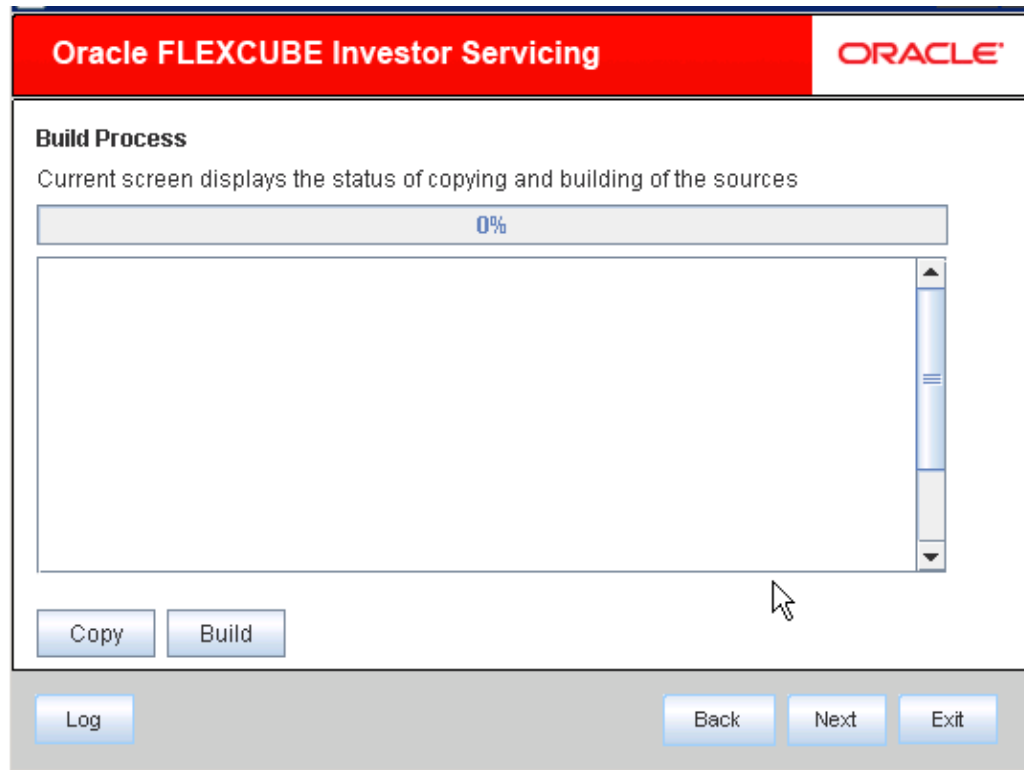 Oracle FLEXCUBE Investor Servicing
ORACLE
Build Process
Current screen displays the status of copying and building of the sources
0%
Copy
Build
Log
Back
Next
Exit